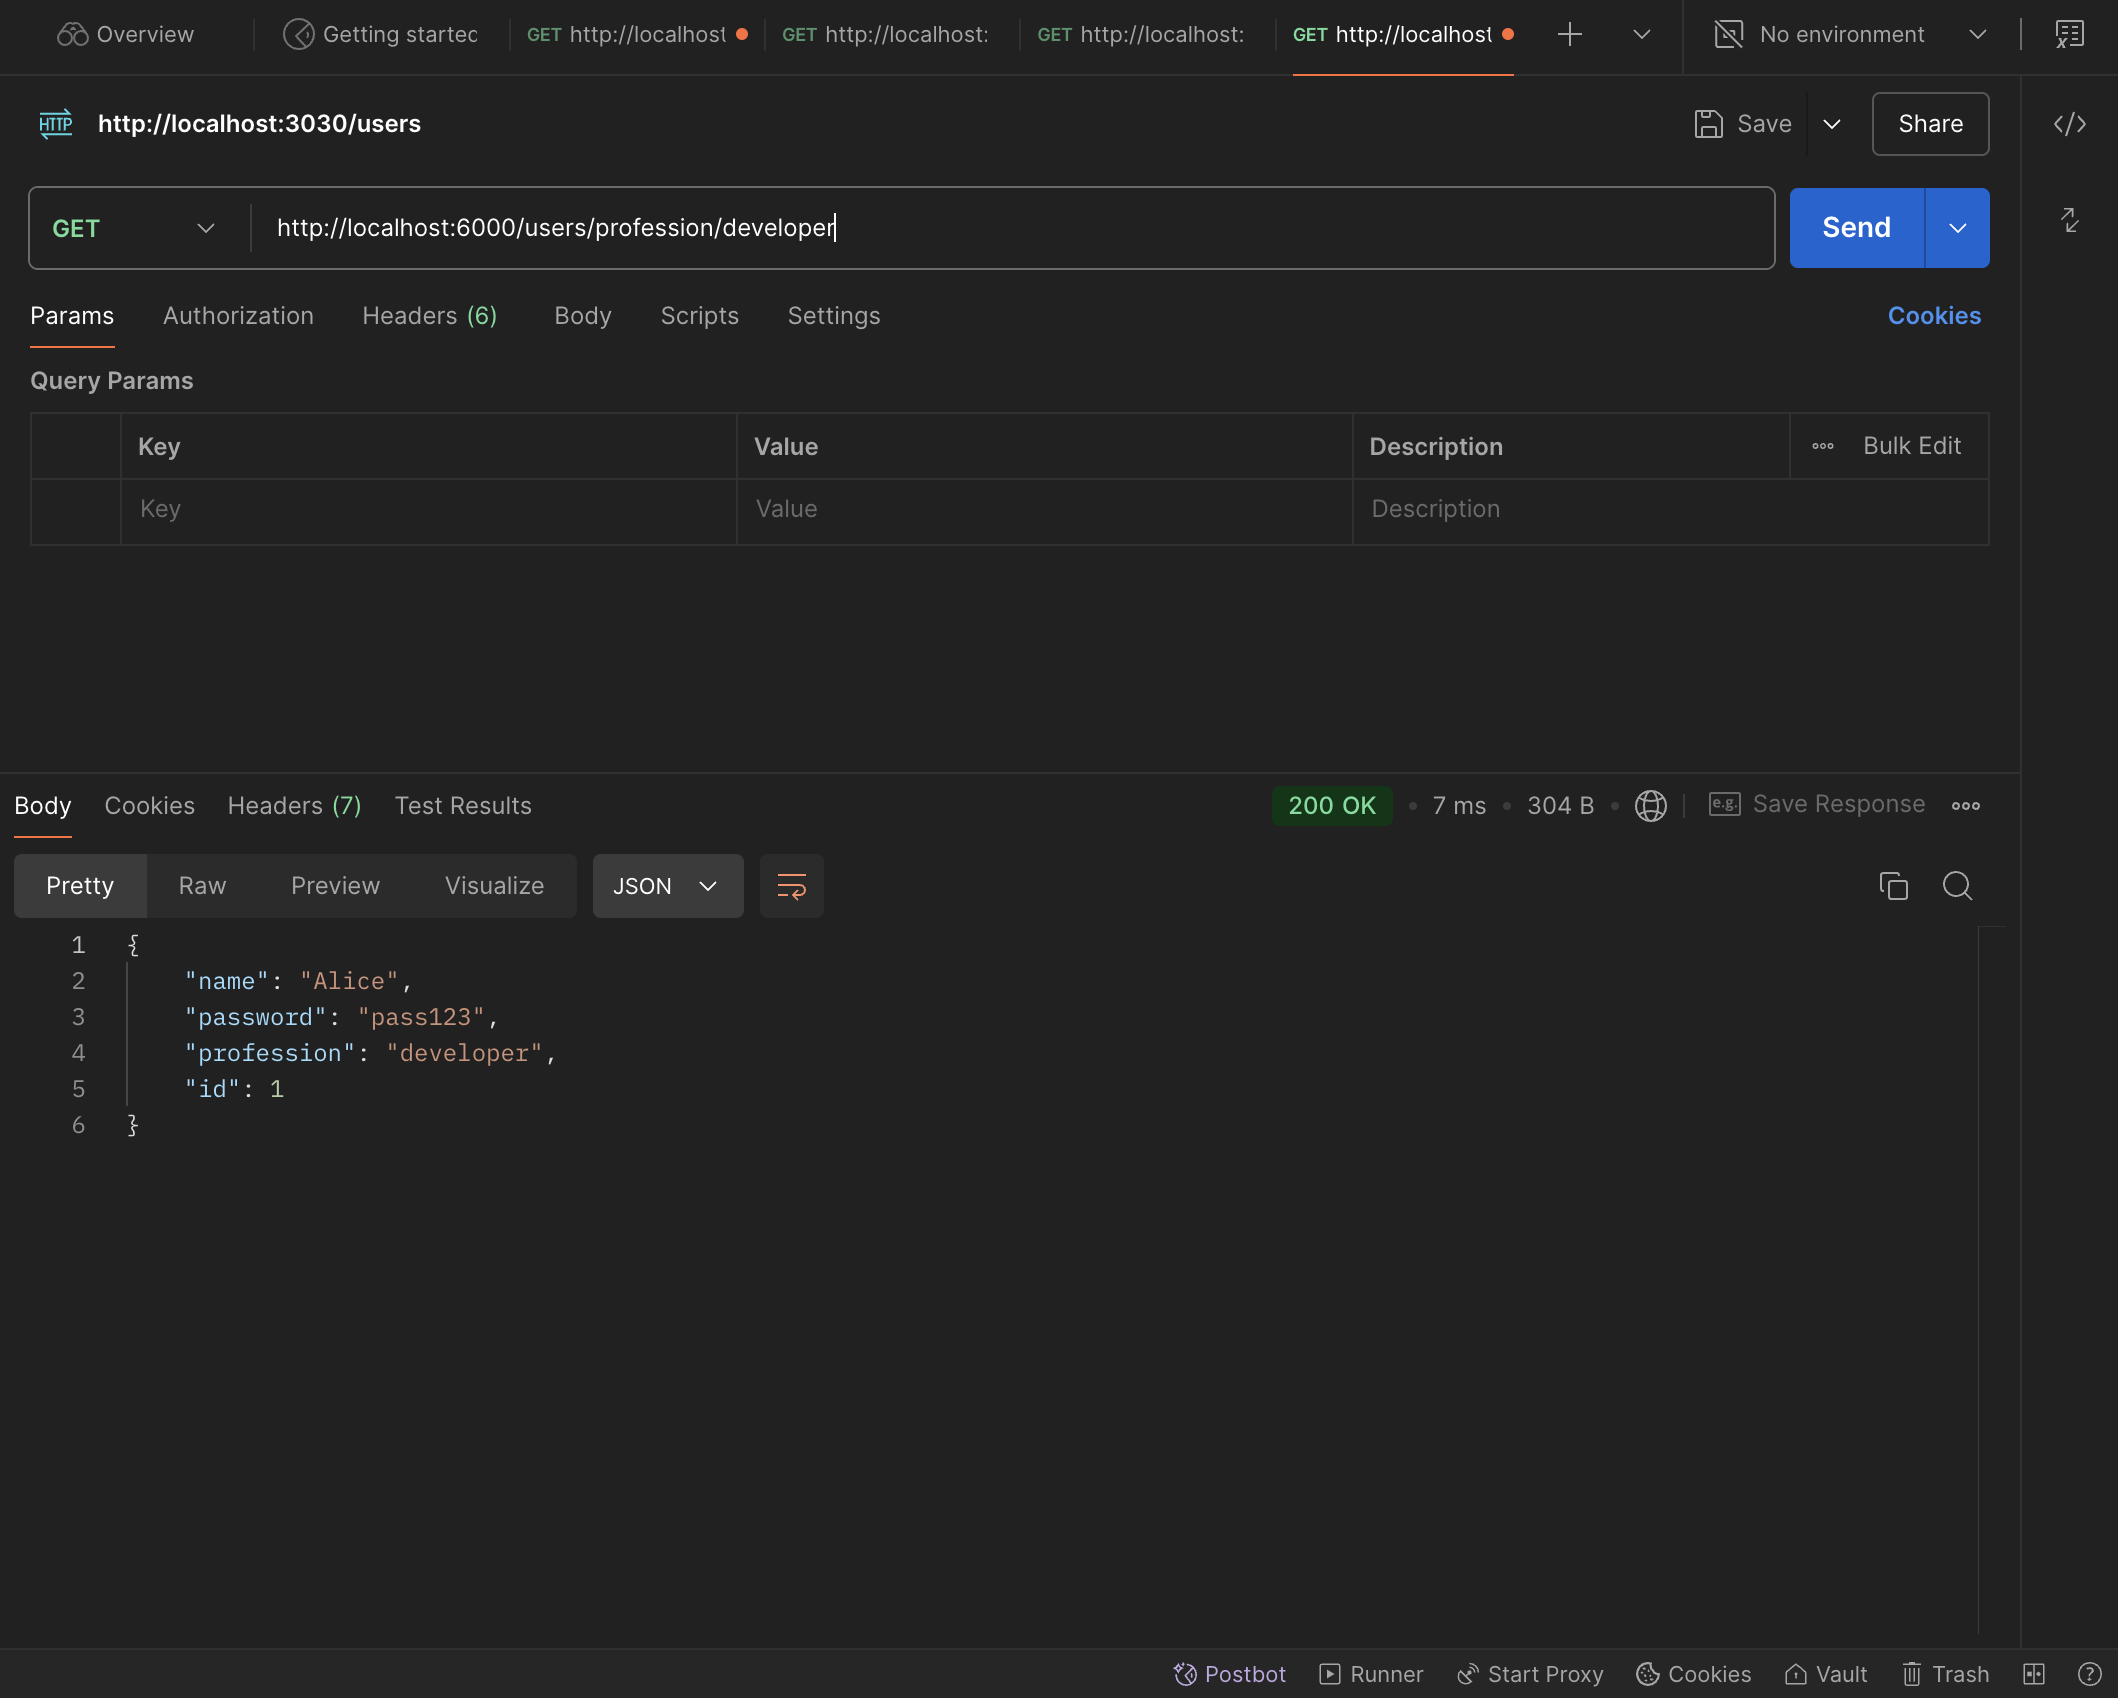 Overview
Getting started
GET http://localhost
GET http://localhost:
GET http://localhost:
GET http://localhost
No environment
HTTP http://localhost:3030/users
Save
Share
GET
http://localhost:6000/users/profession/developer
Send
Params
Authorization
Headers (6)
Body
Scripts
Settings
Cookies
Query Params
Key
Value
Description
Bulk Edit
Key
Value
Description
Body
Cookies
Headers (7)
Test Results
200 OK
7 ms
304 B
e.g.
Save Response
Pretty
Raw
Preview
Visualize
JSON
1 {
2 "name": "Alice",
3 "password": "pass123",
4 "profession": "developer",
5 "id": 1
6 }
Postbot
Runner
Start Proxy
Cookies
Vault
Trash